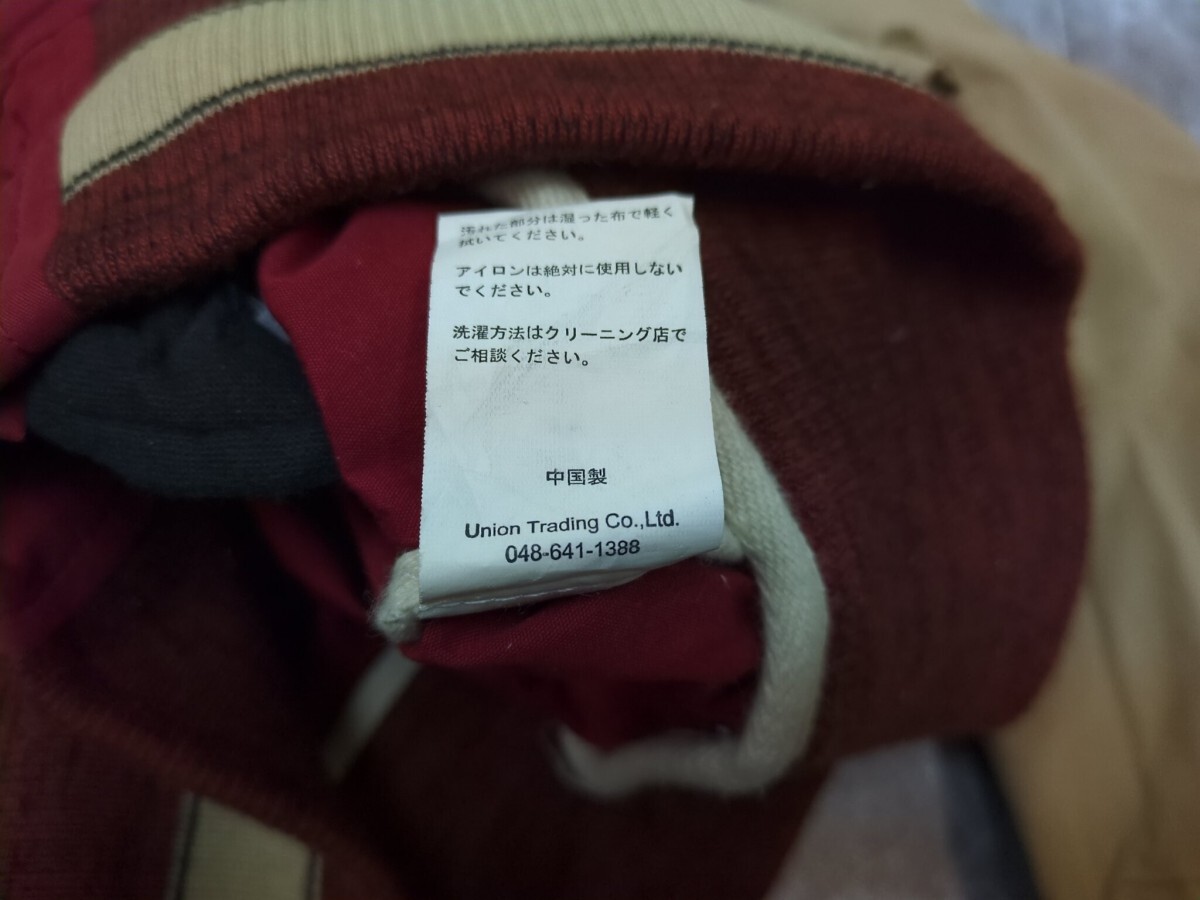 汚れた部分は湿った布で軽く
拭いてください。
アイロンは絶対に使用しない
でください。
洗濯方法はクリーニング店で
ご相談ください。
中国製
Union Trading Co.,Ltd.
048-641-1388